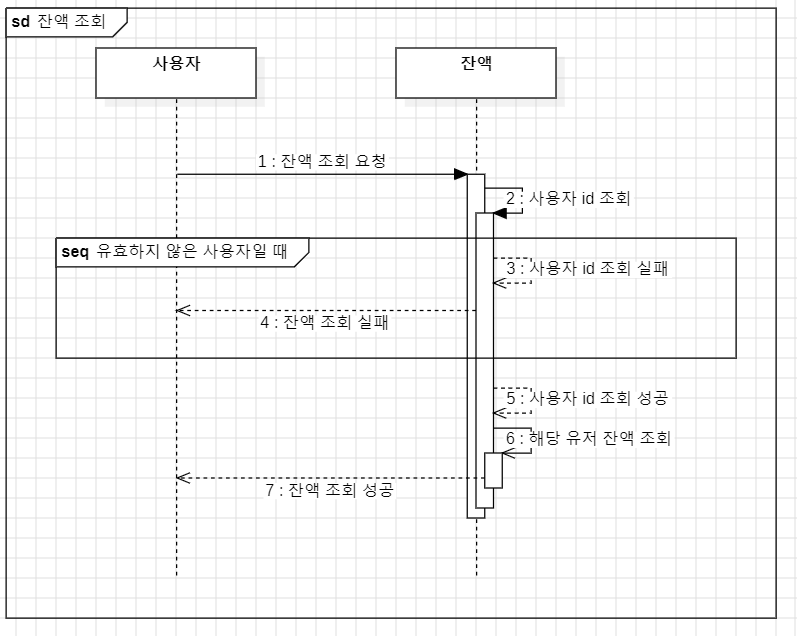 sd 잔액 조회
사용자
잔액
1 : 잔액 조회 요청
2 : 사용자 id 조회
seq 유효하지 않은 사용자일 때
3 : 사용자 id 조회 실패
4 : 잔액 조회 실패
5 : 사용자 id 조회 성공
6 : 해당 유저 잔액 조회
7 : 잔액 조회 성공